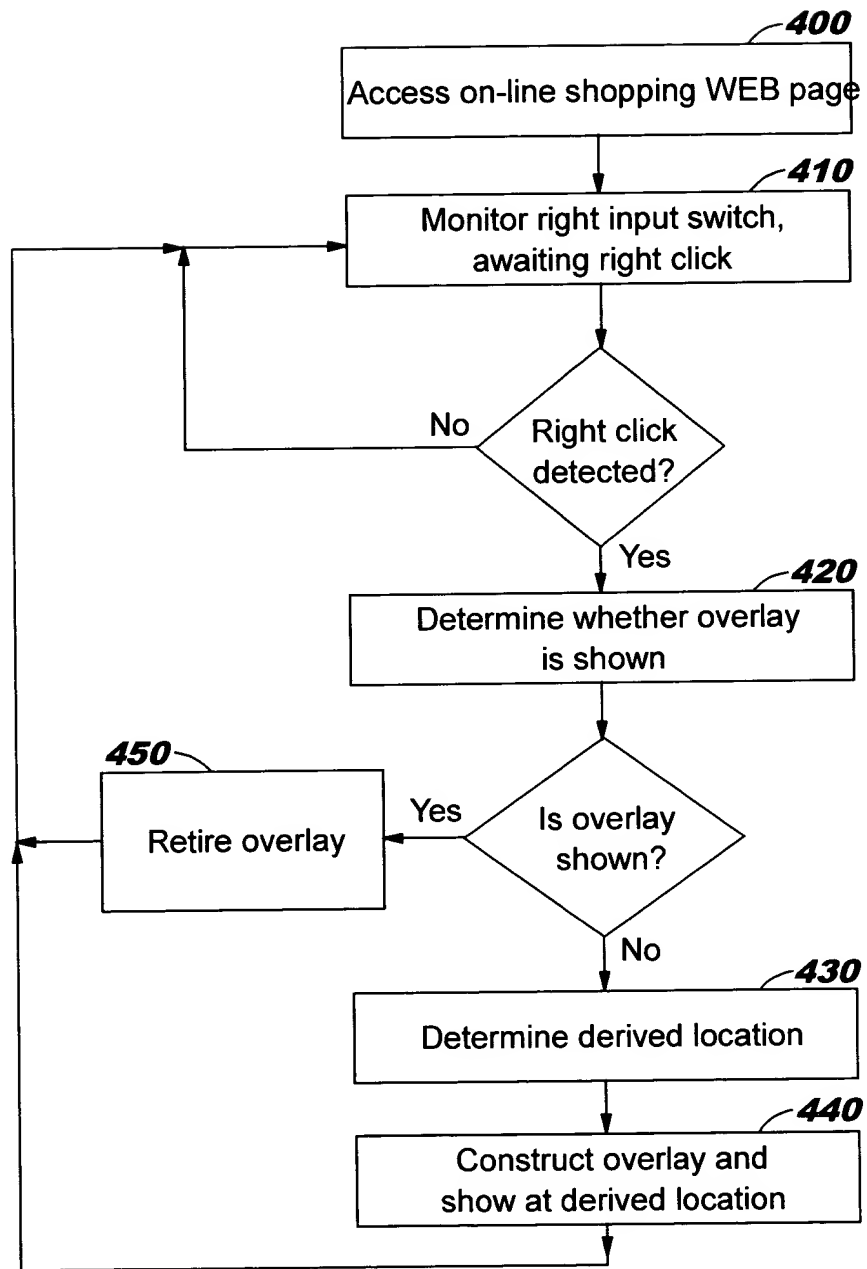 400
Access on-line shopping WEB page
410
Monitor right input switch,
awaiting right click
No
Right click
detected?
Yes
420
Determine whether overlay
is shown
450
Retire overlay
Yes
Is overlay
shown?
No
430
Determine derived location
440
Construct overlay and
show at derived location